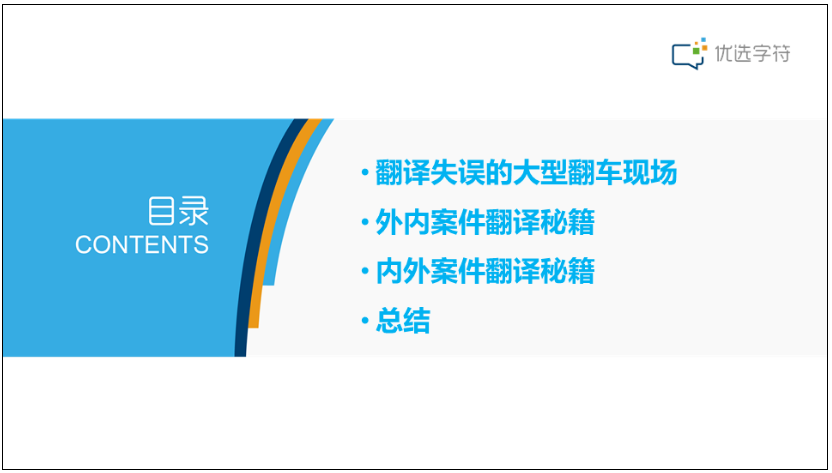 优选字符
目录
CONTENTS
• 翻译失误的大型翻车现场
• 外内案件翻译秘籍
• 内外案件翻译秘籍
• 总结